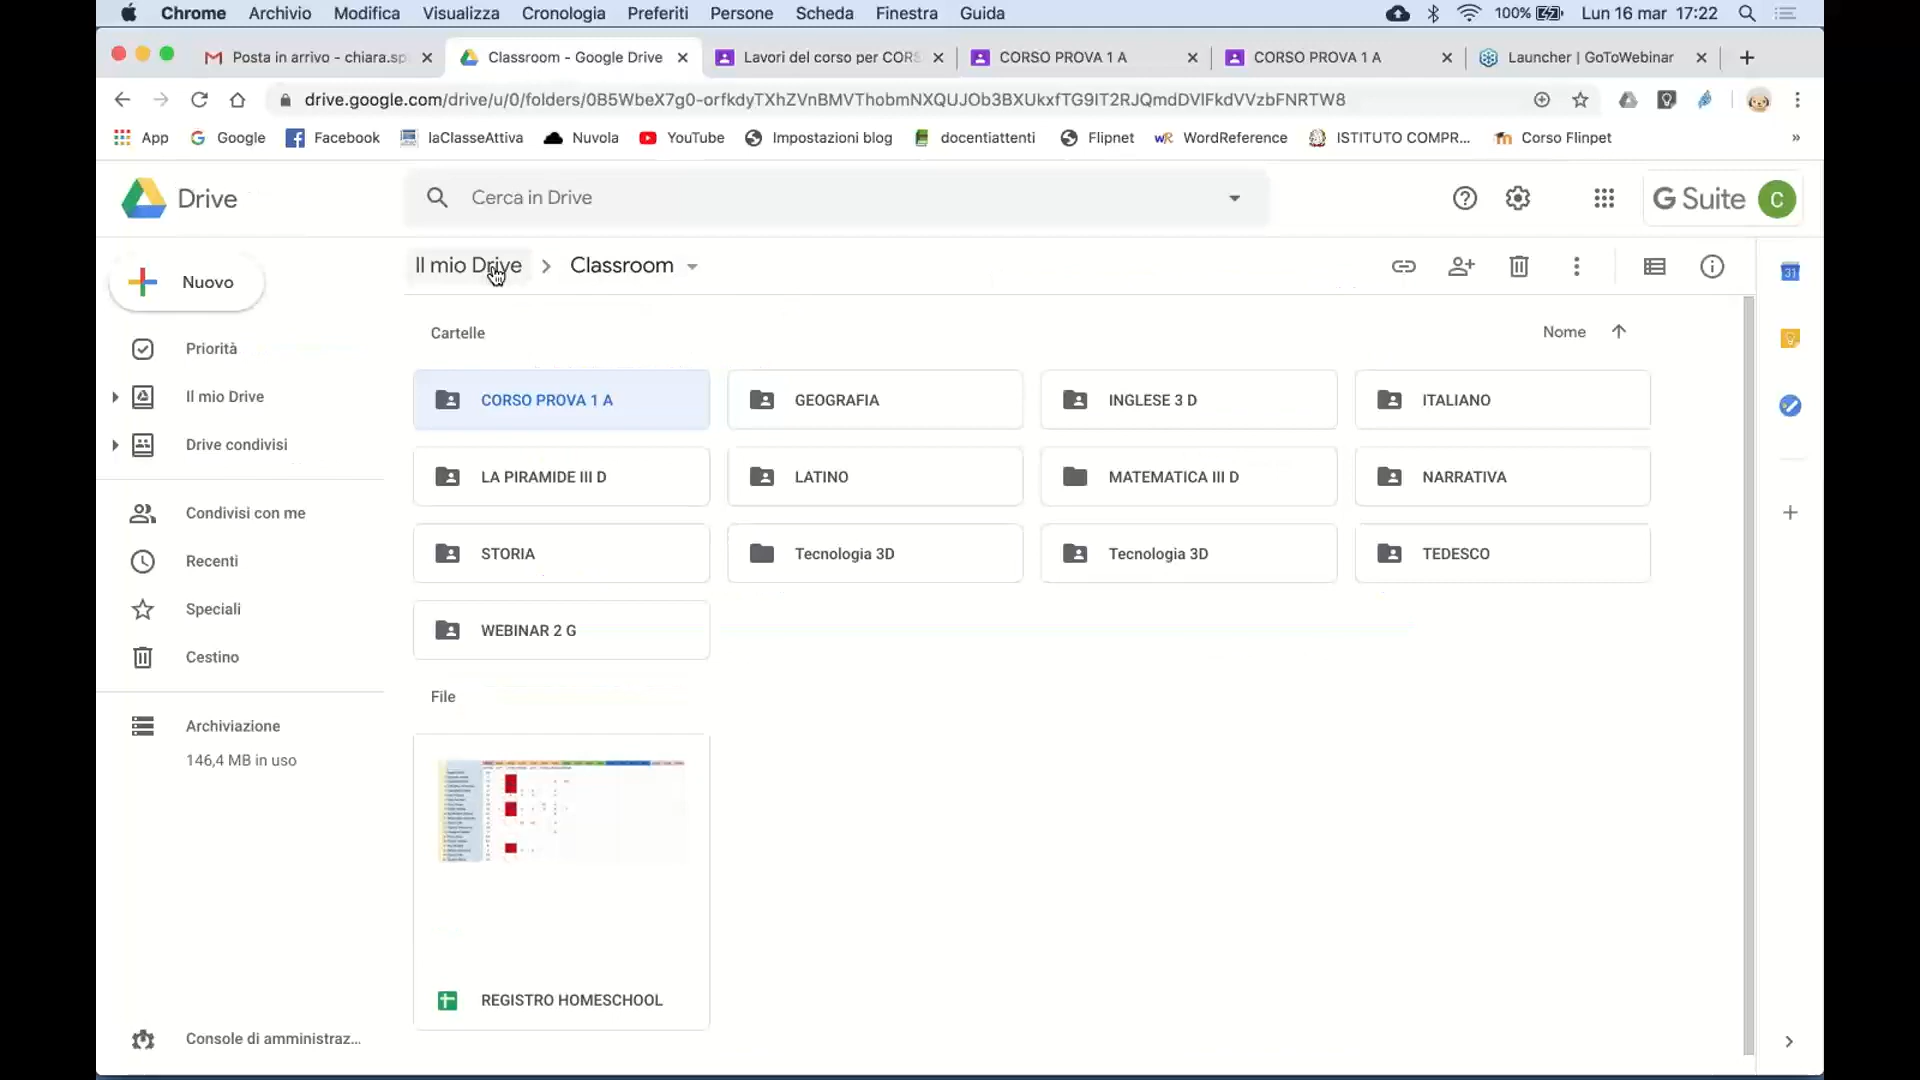 Chrome Archivio Modifica Visualizza Cronologia Preferiti Persone Scheda Finestra Guida 100% Lun 16 mar 17:22
Posta in arrivo - chiara.sp Classroom - Google Drive Lavori del corso per CORS CORSO PROVA 1 A CORSO PROVA 1 A Launcher | GoToWebinar
drive.google.com/drive/u/0/folders/0B5WbeX7g0-orfkdyTXhZVnBMVThobmNXQUJOb3BXUkxfTG9IT2RJQmdDVlFkdVVzbFNRTW8
App Google Facebook laClasseAttiva Nuvola YouTube Impostazioni blog docentiattenti Flipnet WordReference ISTITUTO COMPR... Corso Flinpet »
Drive Cerca in Drive G Suite C
Nuovo Il mio Drive Classroom
Cartelle Nome
Priorità
Il mio Drive
Drive condivisi
Condivisi con me
Recenti
Speciali
Cestino
Archiviazione
146,4 MB in uso
Console di amministraz...
CORSO PROVA 1 A GEOGRAFIA INGLESE 3 D ITALIANO
LA PIRAMIDE III D LATINO MATEMATICA III D NARRATIVA
STORIA Tecnologia 3D Tecnologia 3D TEDESCO
WEBINAR 2 G
File
REGISTRO HOMESCHOOL
31